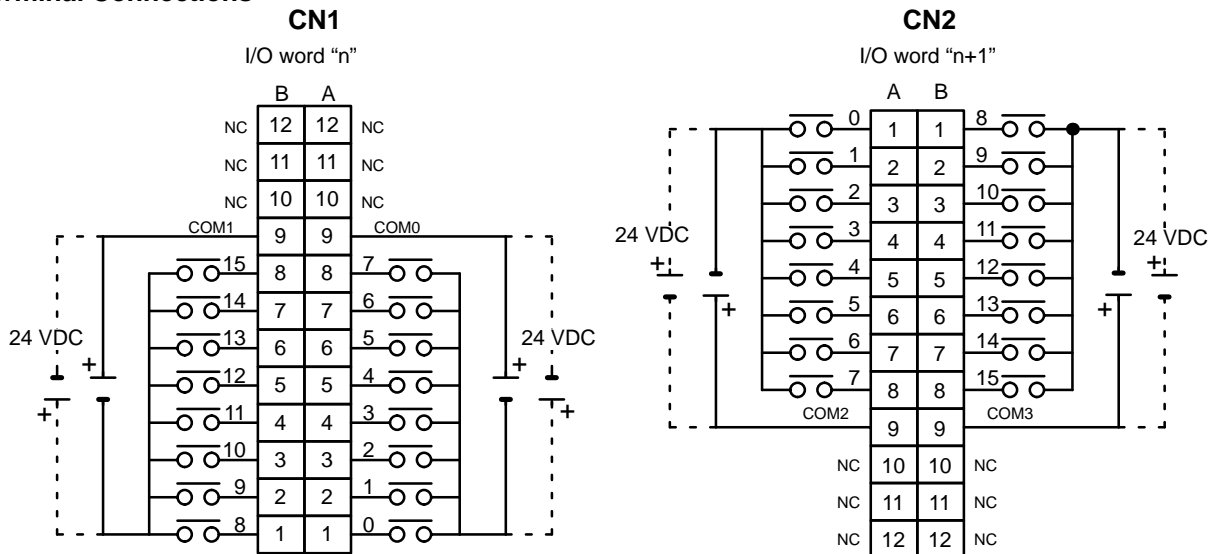 Terminal Connections
CN1
I/O word “n”
B A
NC 12 12 NC
NC 11 11 NC
NC 10 10 NC
COM1 9 9 COM0
15 8 8 7
14 7 7 6
24 VDC 13 6 6 5 24 VDC
+ 12 5 5 4 +
+ 11 4 4 3 +
10 3 3 2
9 2 2 1
8 1 1 0
CN2
I/O word “n+1”
A B
0 1 1 8
1 2 2 9
2 3 3 10
24 VDC 3 4 4 11 24 VDC
+ 4 5 5 12 +
+ 5 6 6 13 +
6 7 7 14
7 8 8 15
COM2 9 9 COM3
NC 10 10 NC
NC 11 11 NC
NC 12 12 NC